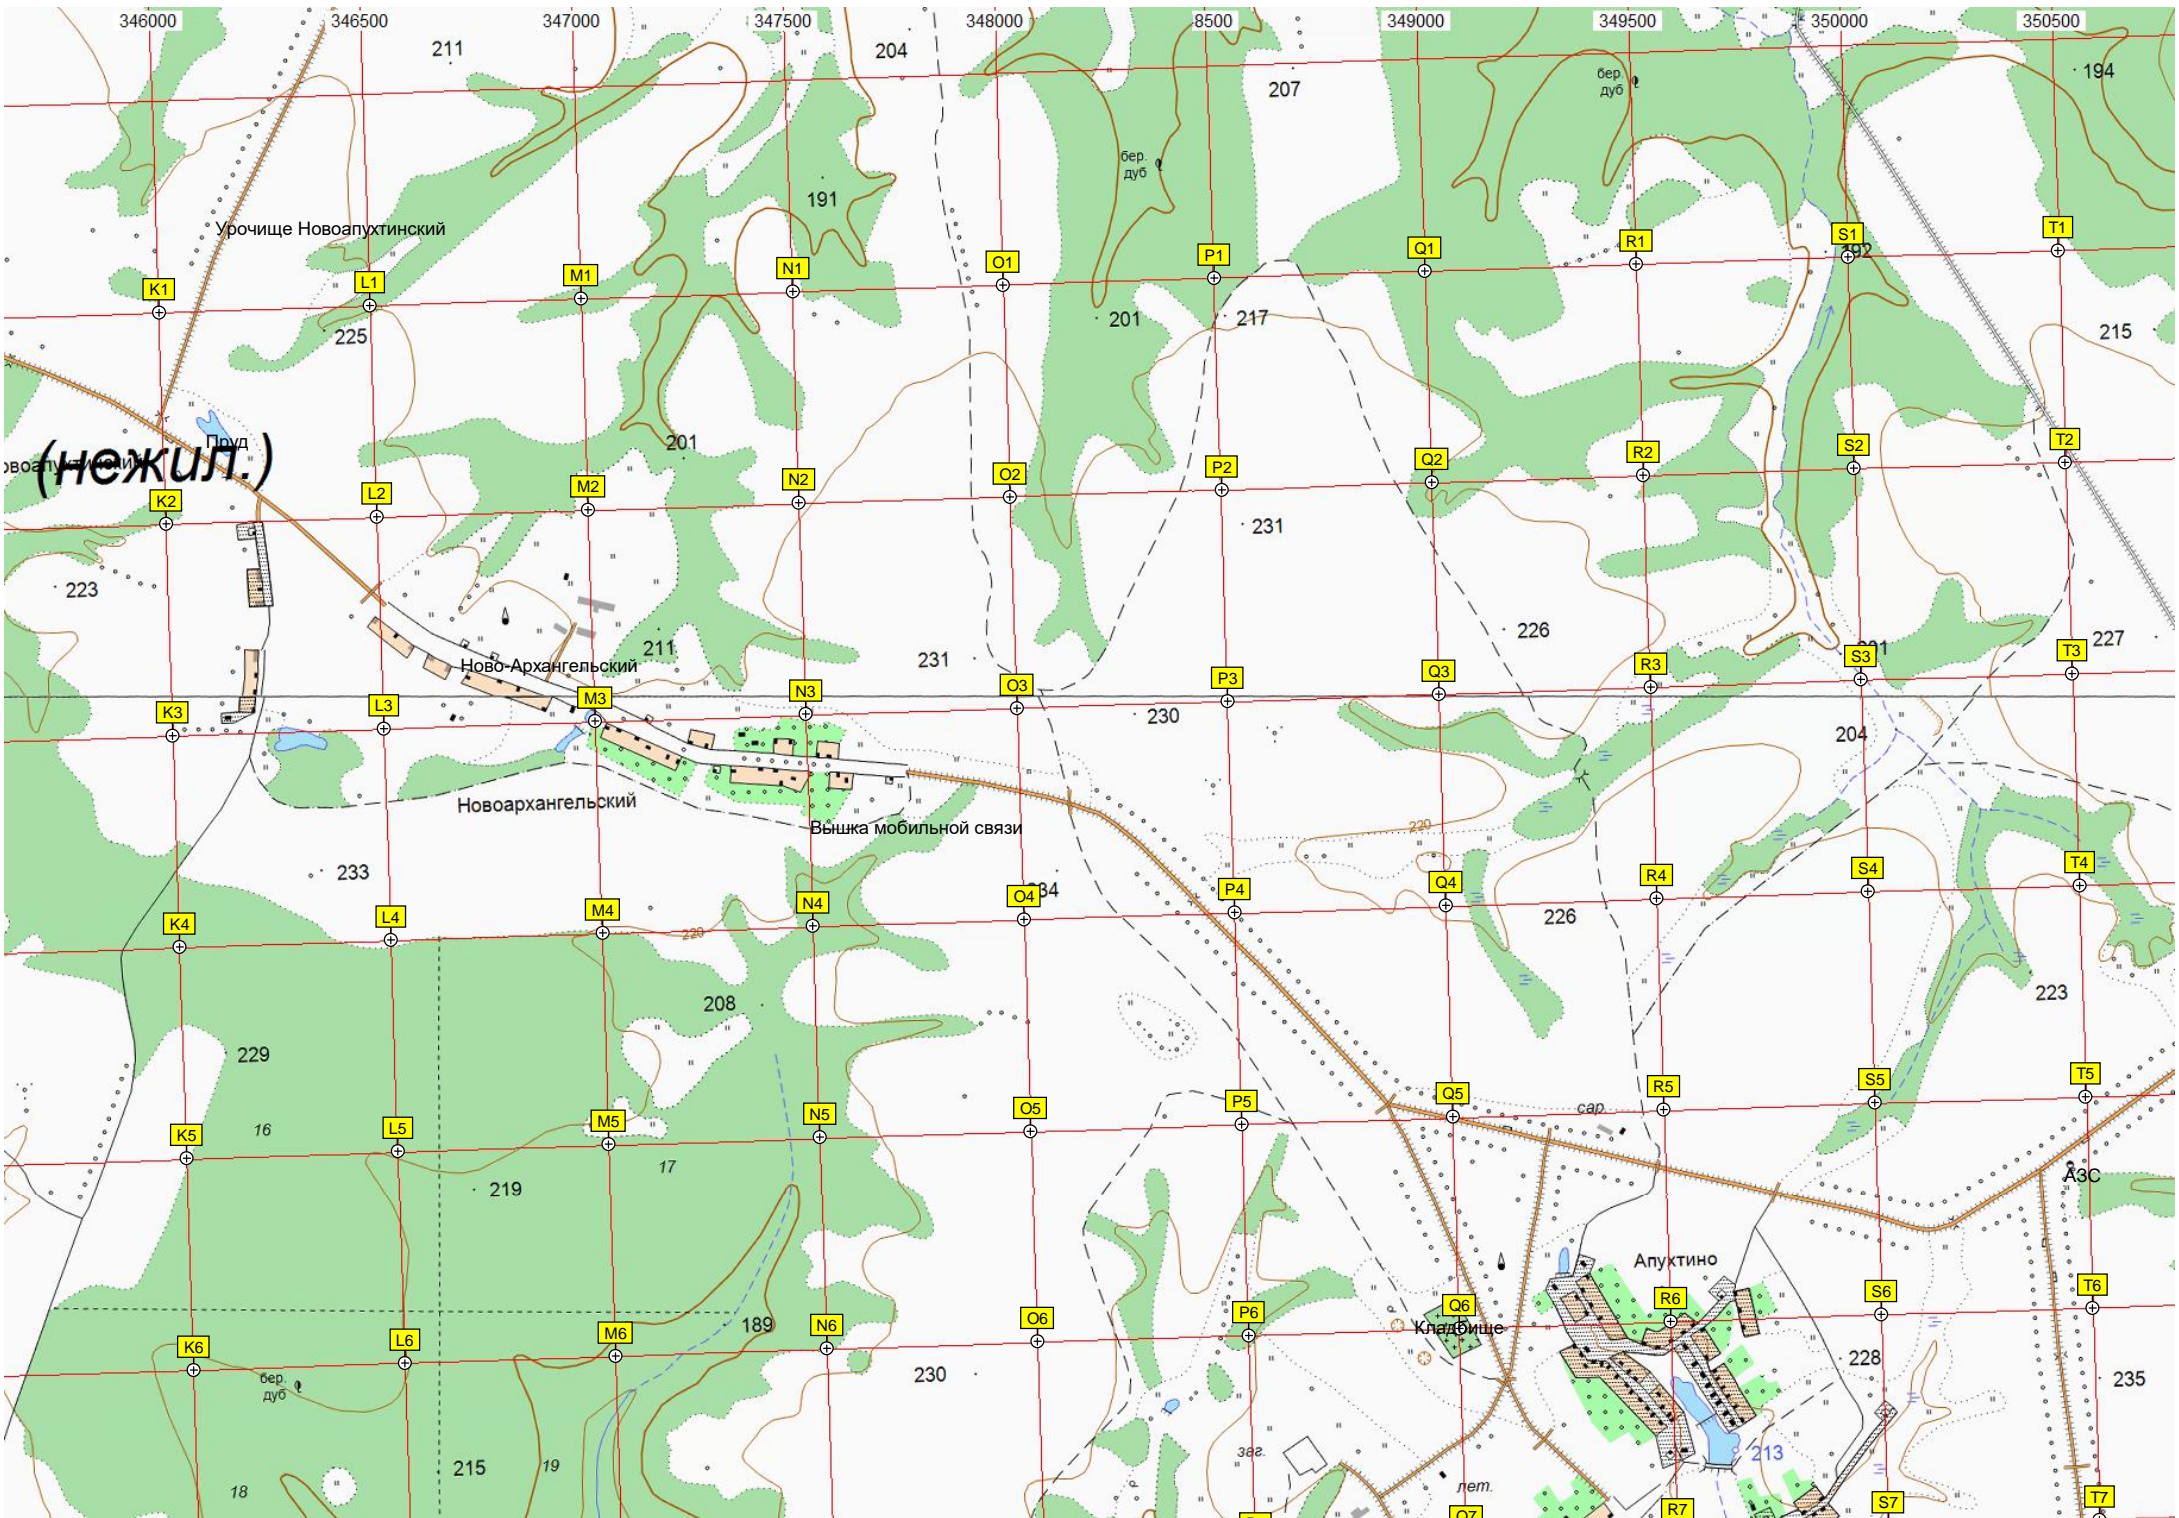 346000 346500 347000 347500 348000 8500 349000 349500 350000 350500
211 204 207 194
бер. дуб
бер. дуб
191
Урочище Новоапухтинский
K1 L1 M1 N1 O1 P1 Q1 R1 S1 T1
192
225 201 217 215
Пруд
(нежил.)
201
K2 L2 M2 N2 O2 P2 Q2 R2 S2 T2
231
223
211 231 226 227
Ново-Архангельский
201
K3 L3 M3 N3 O3 P3 Q3 R3 S3 T3
230 204
Новоархангельский
Вышка мобильной связи
220
233 234 226
K4 L4 M4 N4 O4 P4 Q4 R4 S4 T4
220
208 223
229
K5 L5 M5 N5 O5 P5 Q5 R5 S5 T5
16 17 сар.
219 АЗС
Апухтино
K6 L6 M6 N6 O6 P6 Q6 R6 S6 T6
189 Кладбище
бер. дуб
230 228 235
215 19 заг. 213
18 лет.
Q7 R7 S7 T7